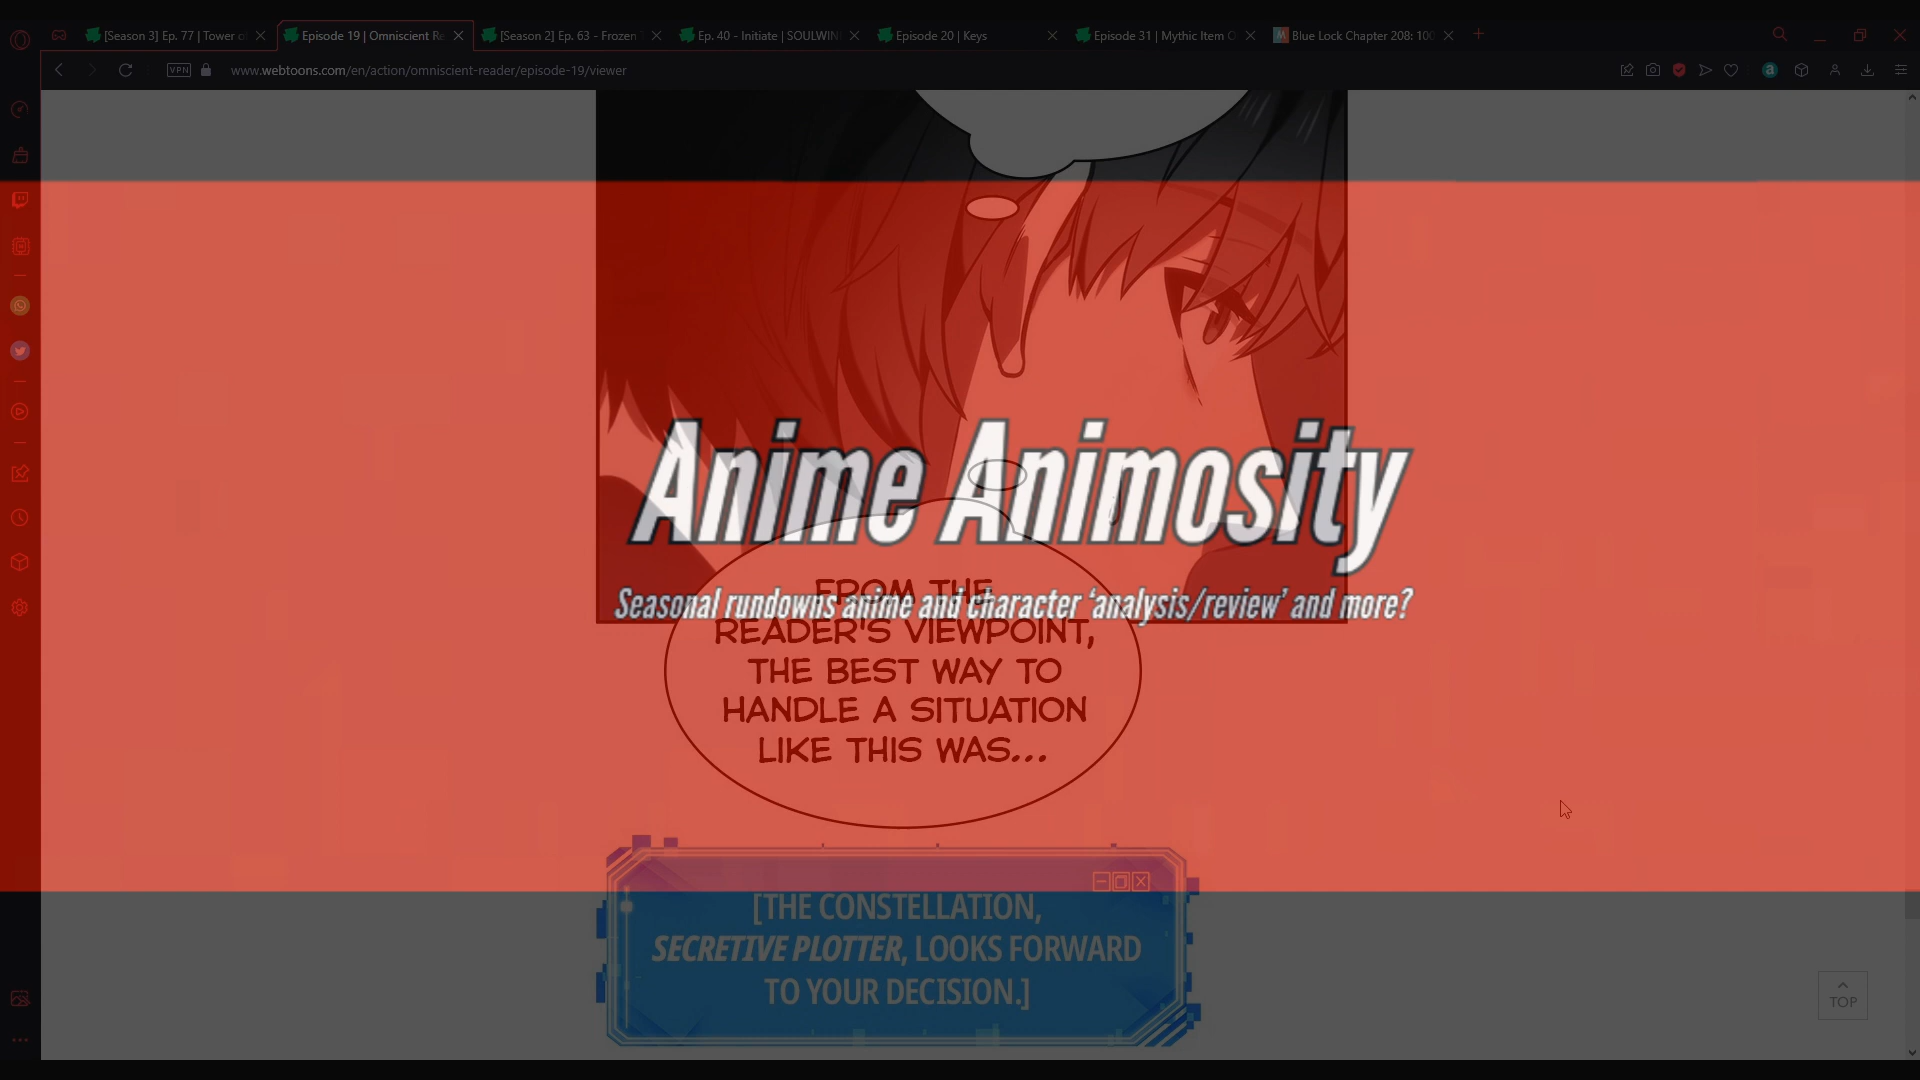 [Season 3] Ep. 77 | Tower o
Episode 19 | Omniscient Re
[Season 2] Ep. 63 - Frozen
Ep. 40 - Initiate | SOULWIN
Episode 20 | Keys
Episode 31 | Mythic Item O
Blue Lock Chapter 208: 100
VPN
www.webtoons.com/en/action/omniscient-reader/episode-19/viewer
Anime Animosity
Seasonal rundowns anime and character 'analysis/review' and more?
FROM THE
READER'S VIEWPOINT,
THE BEST WAY TO
HANDLE A SITUATION
LIKE THIS WAS...
[THE CONSTELLATION,
SECRETIVE PLOTTER, LOOKS FORWARD
TO YOUR DECISION.]
TOP